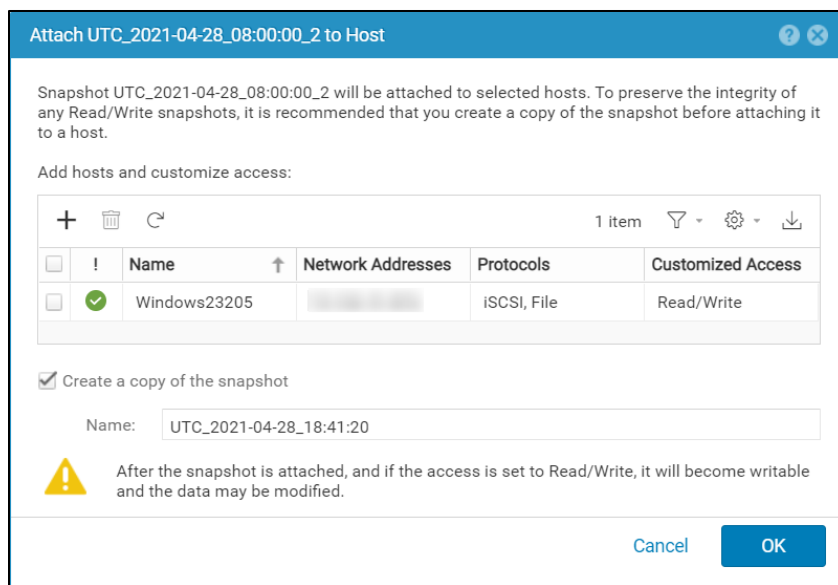 Attach UTC_2021-04-28_08:00:00_2 to Host
Snapshot UTC_2021-04-28_08:00:00_2 will be attached to selected hosts. To preserve the integrity of
any Read/Write snapshots, it is recommended that you create a copy of the snapshot before attaching it
to a host.
Add hosts and customize access:
1 item
! Name Network Addresses Protocols Customized Access
Windows23205 iSCSI, File Read/Write
Create a copy of the snapshot
Name: UTC_2021-04-28_18:41:20
After the snapshot is attached, and if the access is set to Read/Write, it will become writable
and the data may be modified.
Cancel OK